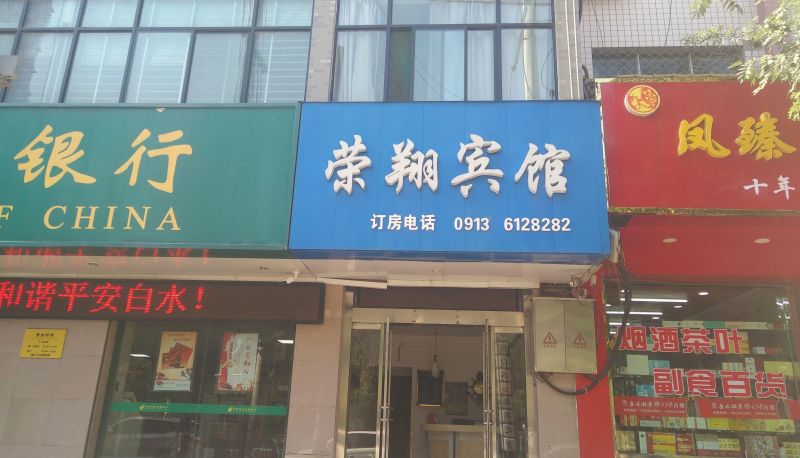 银行
F CHINA
和谐平安白水！
荣翔宾馆
订房电话 0913 6128282
凤臻
十年
烟酒茶叶
副食百货